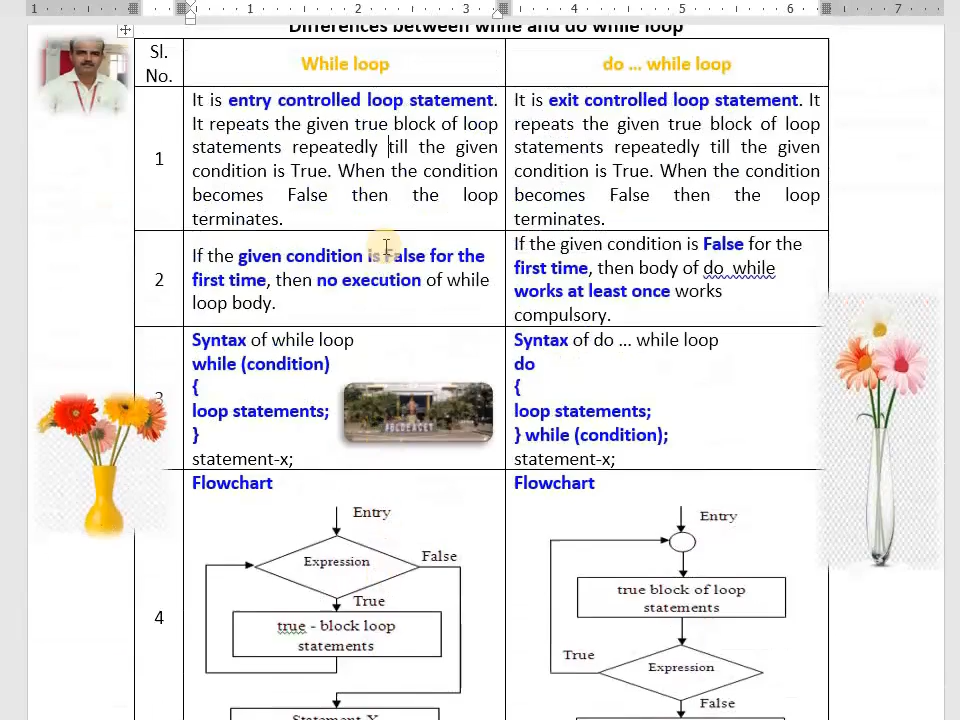 1 1 2 3 4 5 6 7
Differences between while and do while loop
Sl. No.
While loop
do ... while loop
1
It is entry controlled loop statement.
It repeats the given true block of loop
statements repeatedly till the given
condition is True. When the condition
becomes False then the loop
terminates.
It is exit controlled loop statement. It
repeats the given true block of loop
statements repeatedly till the given
condition is True. When the condition
becomes False then the loop
terminates.
2
If the given condition is False for the
first time, then no execution of while
loop body.
If the given condition is False for the
first time, then body of do while
works at least once works
compulsory.
3
Syntax of while loop
while (condition)
{
loop statements;
}
statement-x;
Syntax of do ... while loop
do
{
loop statements;
} while (condition);
statement-x;
4
Flowchart
Entry
Expression
False
True
true - block loop
statements
Statement X
Flowchart
Entry
true block of loop
statements
True
Expression
False